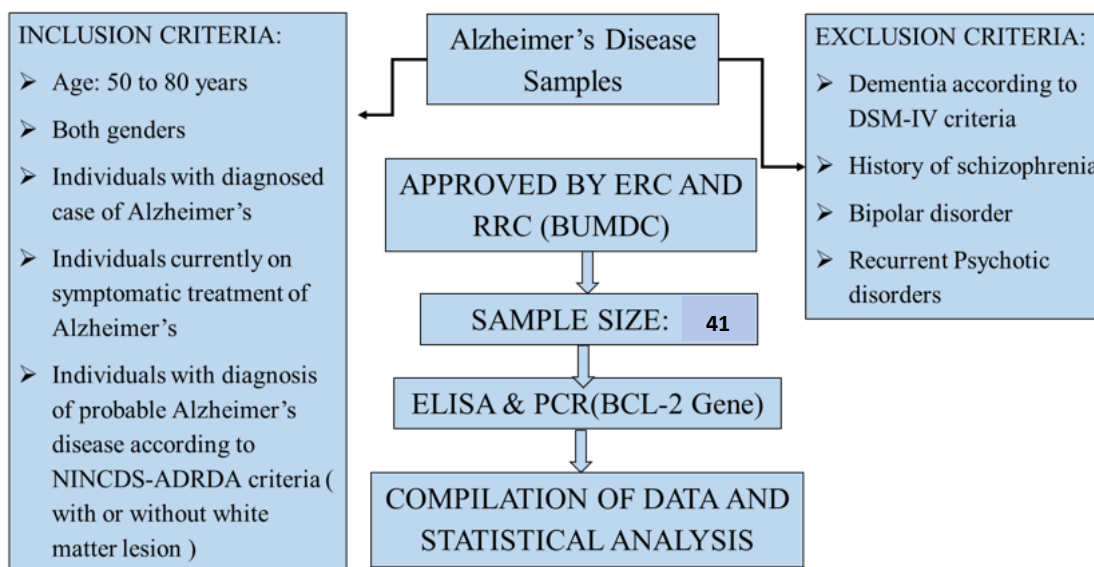 INCLUSION CRITERIA:
➢ Age: 50 to 80 years
➢ Both genders
➢ Individuals with diagnosed
case of Alzheimer’s
➢ Individuals currently on
symptomatic treatment of
Alzheimer’s
➢ Individuals with diagnosis
of probable Alzheimer’s
disease according to
NINCDS-ADRDA criteria (
with or without white
matter lesion )
Alzheimer’s Disease
Samples
APPROVED BY ERC AND
RRC (BUMDC)
SAMPLE SIZE: 41
ELISA & PCR(BCL-2 Gene)
COMPILATION OF DATA AND
STATISTICAL ANALYSIS
EXCLUSION CRITERIA:
➢ Dementia according to
DSM-IV criteria
➢ History of schizophrenia
➢ Bipolar disorder
➢ Recurrent Psychotic
disorders